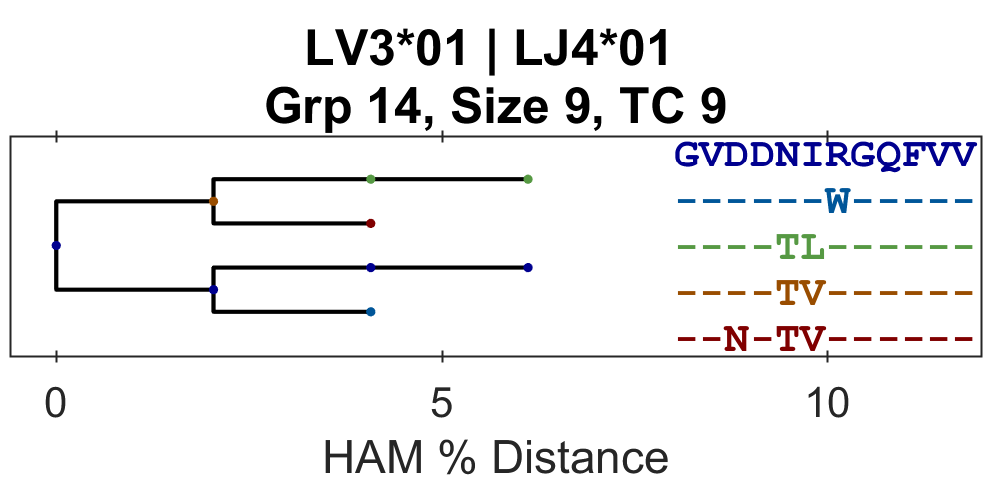 LV3*01 | LJ4*01
Grp 14, Size 9, TC 9
GVDDNIRGQFVV
------W-----
----TL------
----TV------
--N-TV------
0 5 10
HAM % Distance